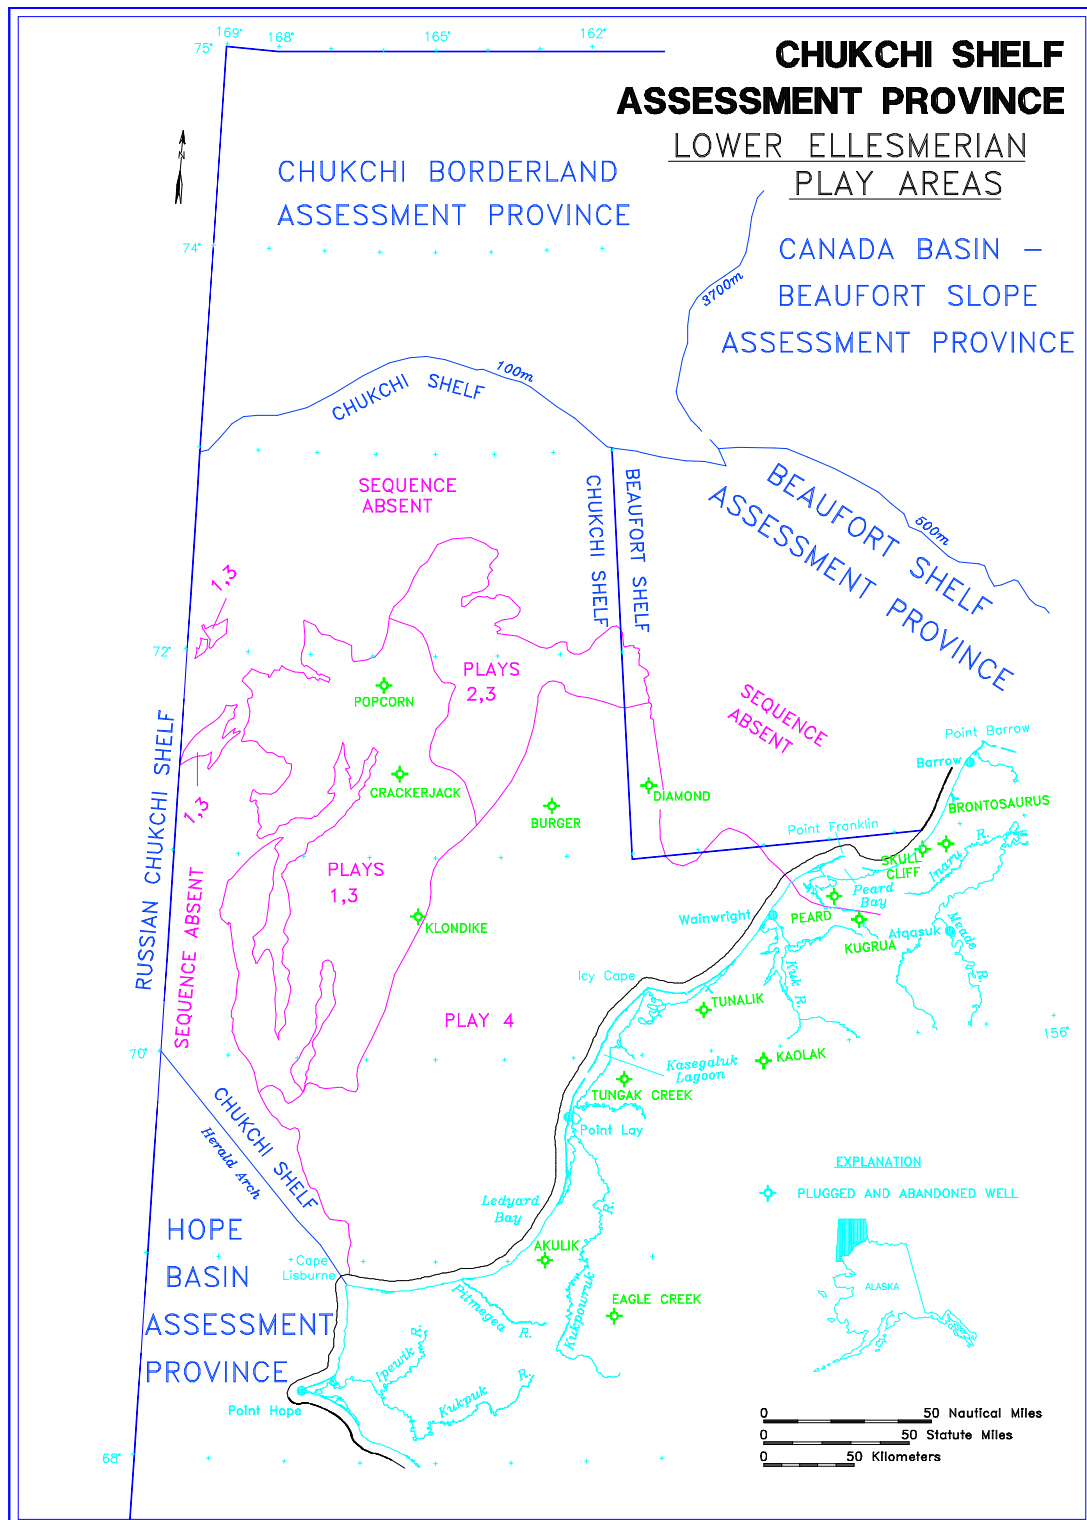 169°
168°
165°
162°
75°
CHUKCHI SHELF
ASSESSMENT PROVINCE
LOWER ELLESMERIAN
PLAY AREAS
N
CHUKCHI BORDERLAND
ASSESSMENT PROVINCE
74°
CANADA BASIN –
BEAUFORT SLOPE
ASSESSMENT PROVINCE
3700m
100m
CHUKCHI SHELF
SEQUENCE
ABSENT
CHUKCHI SHELF
BEAUFORT SHELF
BEAUFORT SHELF
ASSESSMENT PROVINCE
500m
1,3
72°
PLAYS
2,3
POPCORN
SEQUENCE
ABSENT
Point Barrow
Barrow
RUSSIAN CHUKCHI SHELF
CRACKERJACK
DIAMOND
BURGER
BRONTOSAURUS
1,3
Point Franklin
SKULL
CLIFF
Inaru R.
PLAYS
1,3
Peard
Bay
SEQUENCE ABSENT
Wainwright
PEARD
KLONDIKE
KUGRUA
Atqasuk
Meade R.
Icy Cape
Kuk R.
TUNALIK
PLAY 4
156°
70°
KAOLAK
Kasegaluk
Lagoon
TUNGAK CREEK
CHUKCHI SHELF
Herald Arch
Point Lay
EXPLANATION
PLUGGED AND ABANDONED WELL
Ledyard
Bay
HOPE
BASIN
ASSESSMENT
PROVINCE
AKULIK
Cape
Lisburne
Kukpowruk R.
ALASKA
Pitmegea R.
EAGLE CREEK
Ipewik R.
Kukpuk R.
Point Hope
0 50 Nautical Miles
0 50 Statute Miles
0 50 Kilometers
68°